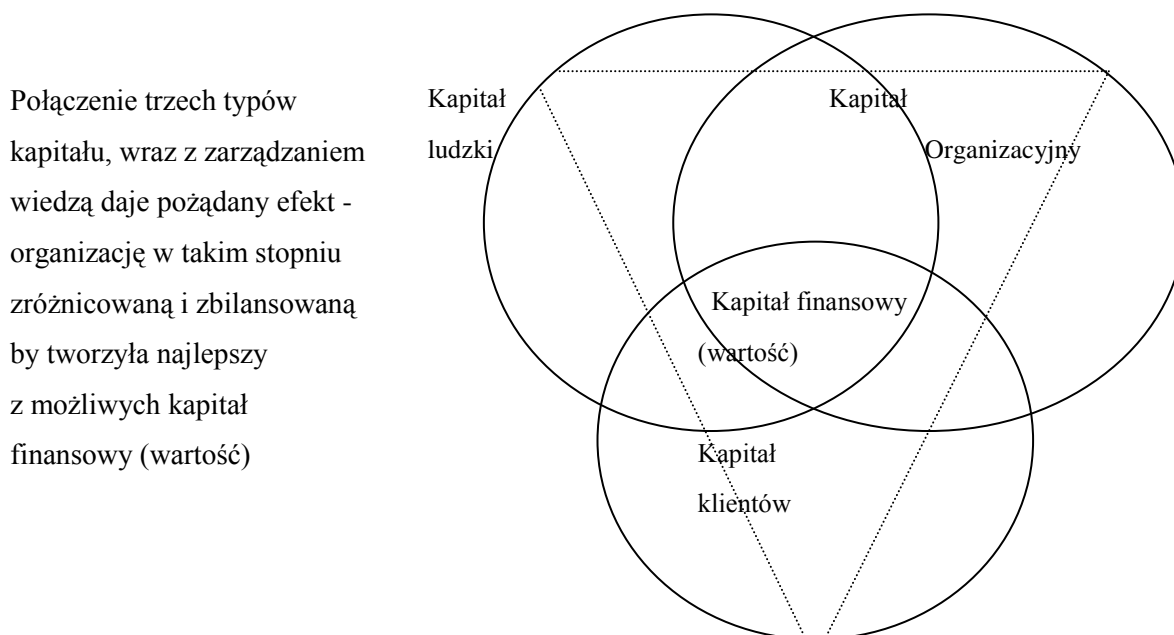 Połączenie trzech typów
kapitału, wraz z zarządzaniem
wiedzą daje pożądany efekt -
organizację w takim stopniu
zróżnicowaną i zbilansowaną
by tworzyła najlepszy
z możliwych kapitał
finansowy (wartość)
Kapitał
ludzki
Kapitał
Organizacyjny
Kapitał finansowy
(wartość)
Kapitał
klientów